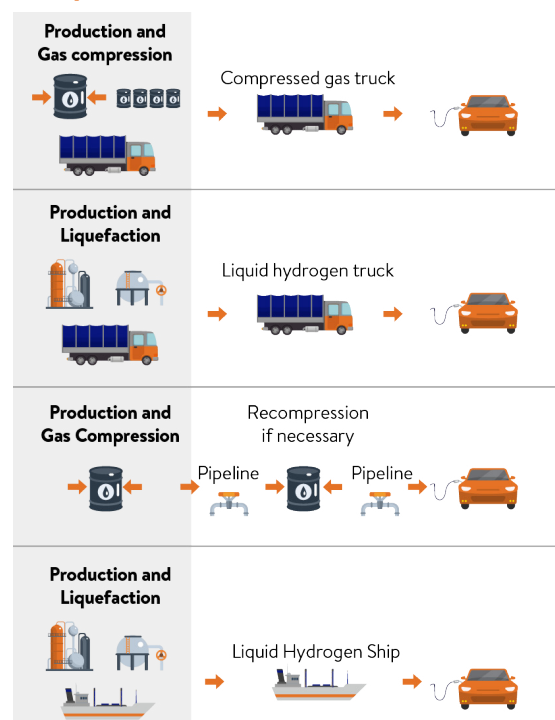 Production and
Gas compression
Compressed gas truck
Production and
Liquefaction
Liquid hydrogen truck
Production and
Gas Compression
Recompression
if necessary
Pipeline
Pipeline
Production and
Liquefaction
Liquid Hydrogen Ship